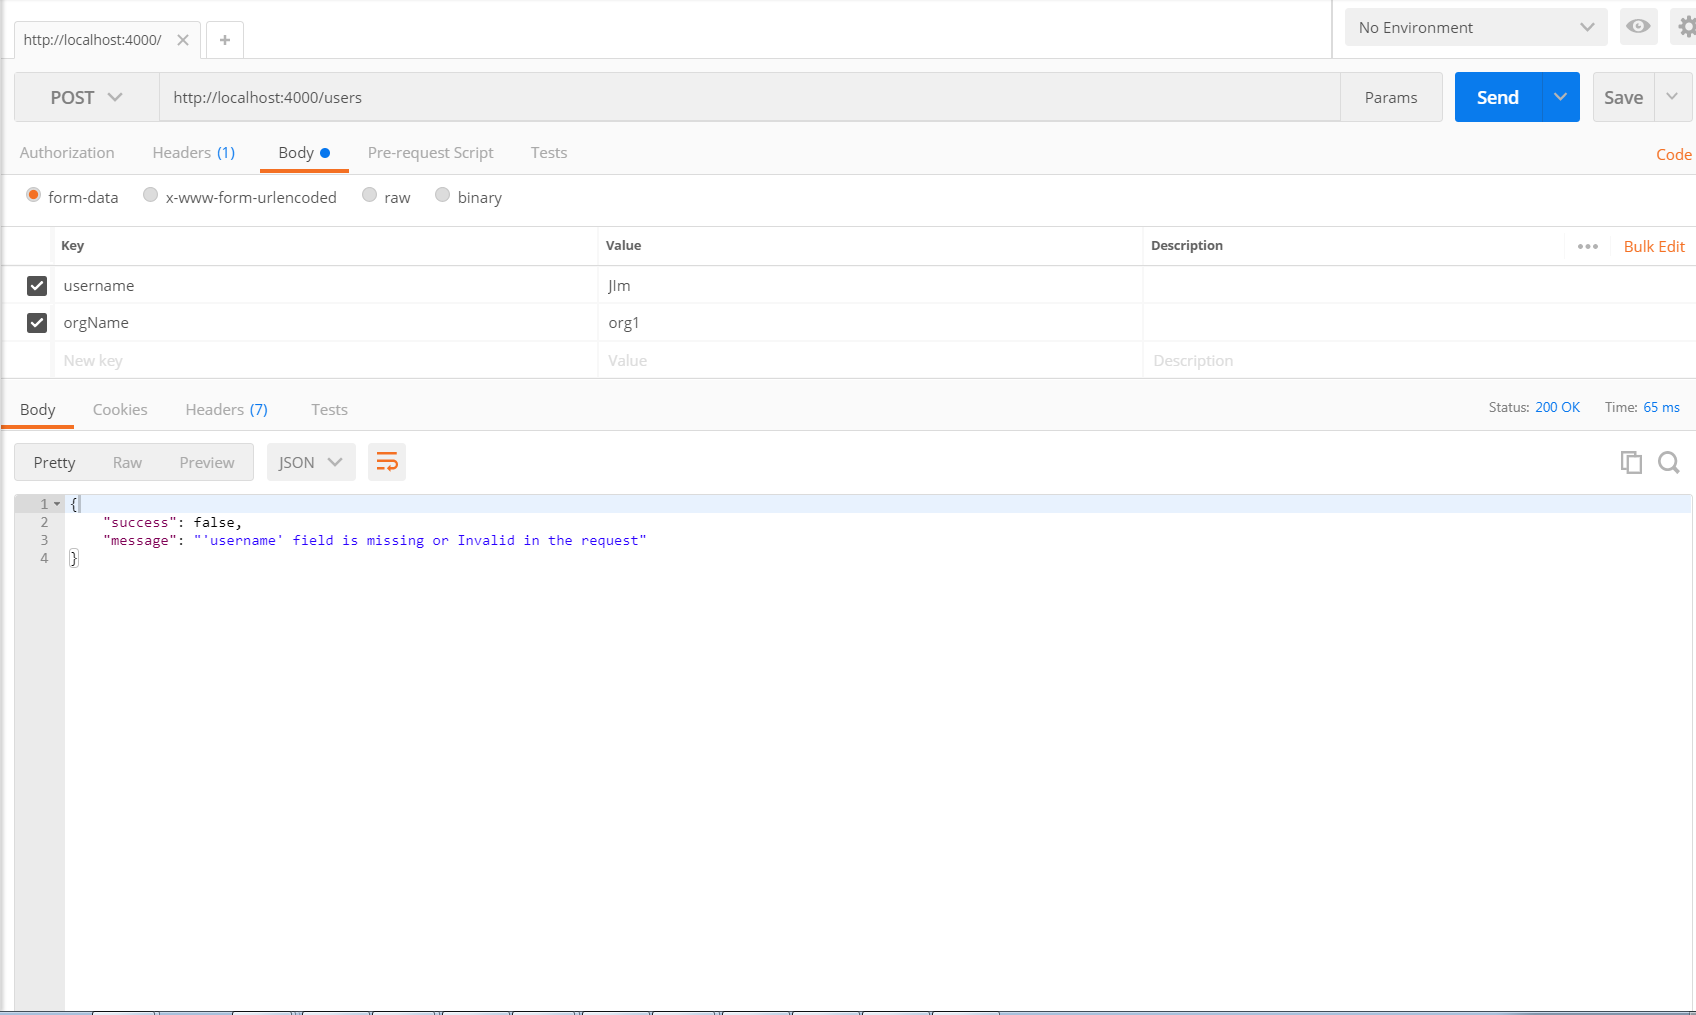 http://localhost:4000/
No Environment
POST http://localhost:4000/users Params Send Save
Authorization Headers (1) Body Pre-request Script Tests Code
form-data x-www-form-urlencoded raw binary
Key Value Description Bulk Edit
username JIm
orgName org1
New key Value Description
Body Cookies Headers (7) Tests Status: 200 OK Time: 65 ms
Pretty Raw Preview JSON
1 {
2 "success": false,
3 "message": "'username' field is missing or Invalid in the request"
4 }